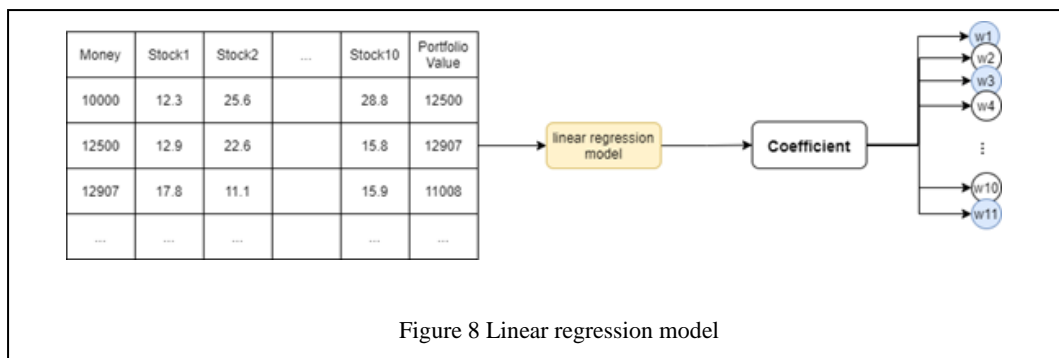 Money Stock1 Stock2 ... Stock10 Portfolio Value
10000 12.3 25.6 28.8 12500
12500 12.9 22.6 15.8 12907
12907 17.8 11.1 15.9 11008
... ... ... ... ...
linear regression
model
Coefficient
w1
w2
w3
w4
⋮
w10
w11
Figure 8 Linear regression model